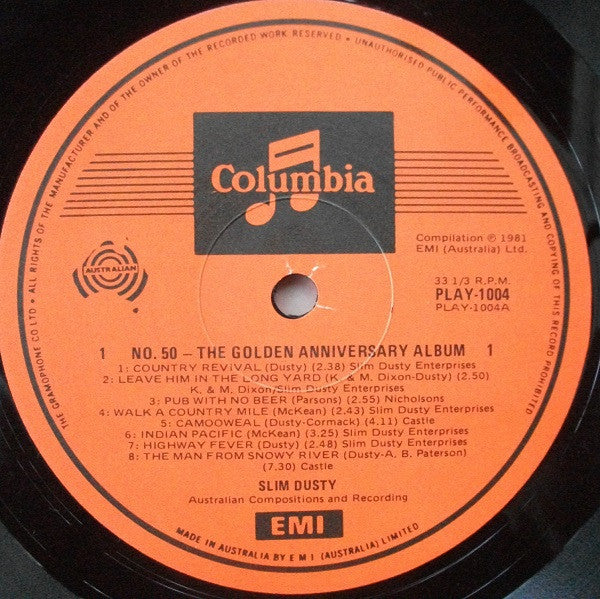 THE GRAMOPHONE CO LTD • ALL RIGHTS OF THE MANUFACTURER AND OF THE OWNER OF THE RECORDED WORK RESERVED • UNAUTHORISED PUBLIC PERFORMANCE BROADCASTING AND COPYING OF THIS RECORD PROHIBITED
Columbia
AUSTRALIAN
Compilation ℗ 1981
EMI (Australia) Ltd.
33 1/3 R.P.M.
PLAY-1004
PLAY-1004A
1 NO. 50 – THE GOLDEN ANNIVERSARY ALBUM 1
1: COUNTRY REVIVAL (Dusty) (2.38) Slim Dusty Enterprises
2: LEAVE HIM IN THE LONG YARD (K. & M. Dixon-Dusty) (2.50)
K. & M. Dixon/Slim Dusty Enterprises
3: PUB WITH NO BEER (Parsons) (2.55) Nicholsons
4: WALK A COUNTRY MILE (McKean) (2.43) Slim Dusty Enterprises
5: CAMOOWEAL (Dusty-Cormack) (4.11) Castle
6: INDIAN PACIFIC (McKean) (3.25) Slim Dusty Enterprises
7: HIGHWAY FEVER (Dusty) (2.48) Slim Dusty Enterprises
8: THE MAN FROM SNOWY RIVER (Dusty-A. B. Paterson)
(7.30) Castle
SLIM DUSTY
Australian Compositions and Recording
EMI
MADE IN AUSTRALIA BY E M I (AUSTRALIA) LIMITED